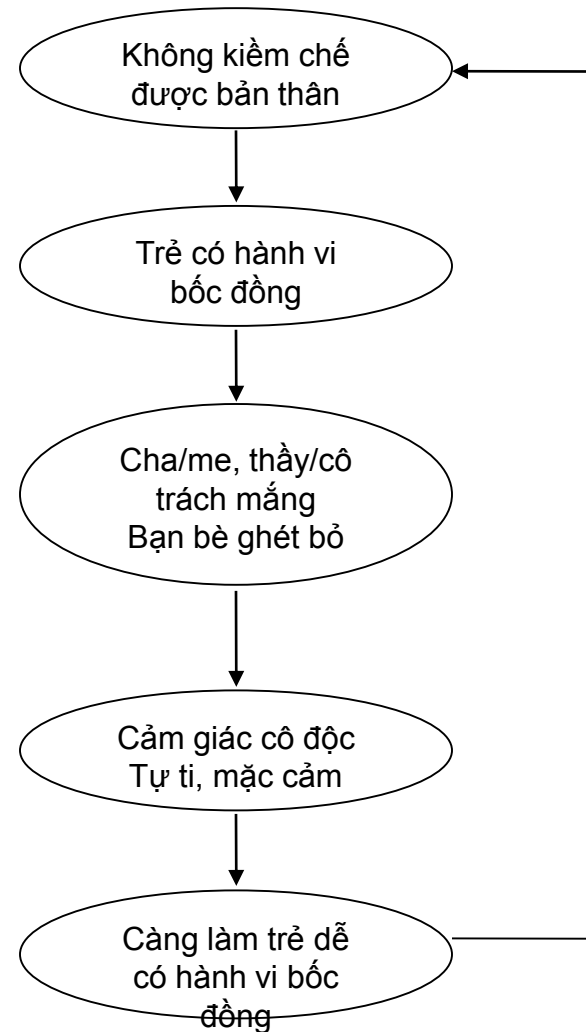 Không kiềm chế
được bản thân
Trẻ có hành vi
bốc đồng
Cha/me, thầy/cô
trách mắng
Bạn bè ghét bỏ
Cảm giác cô độc
Tự ti, mặc cảm
Càng làm trẻ dễ
có hành vi bốc
đồng